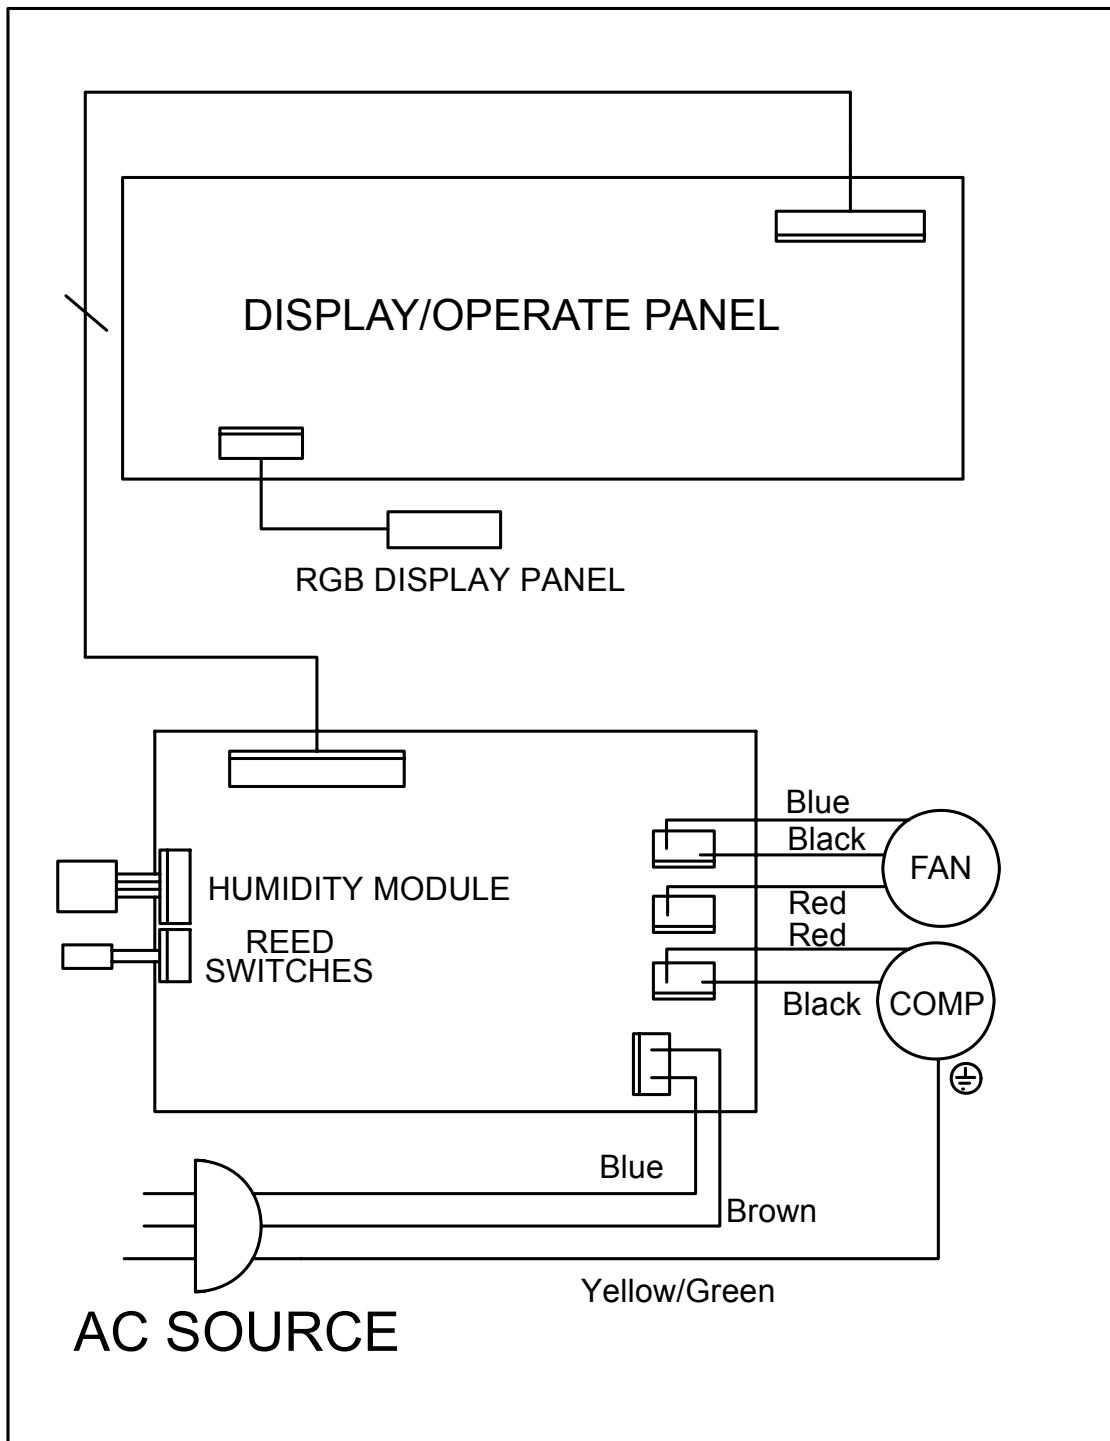 DISPLAY/OPERATE PANEL
RGB DISPLAY PANEL
Blue
Black
FAN
HUMIDITY MODULE
Red
Red
REED
SWITCHES
Black
COMP
Blue
Brown
Yellow/Green
AC SOURCE